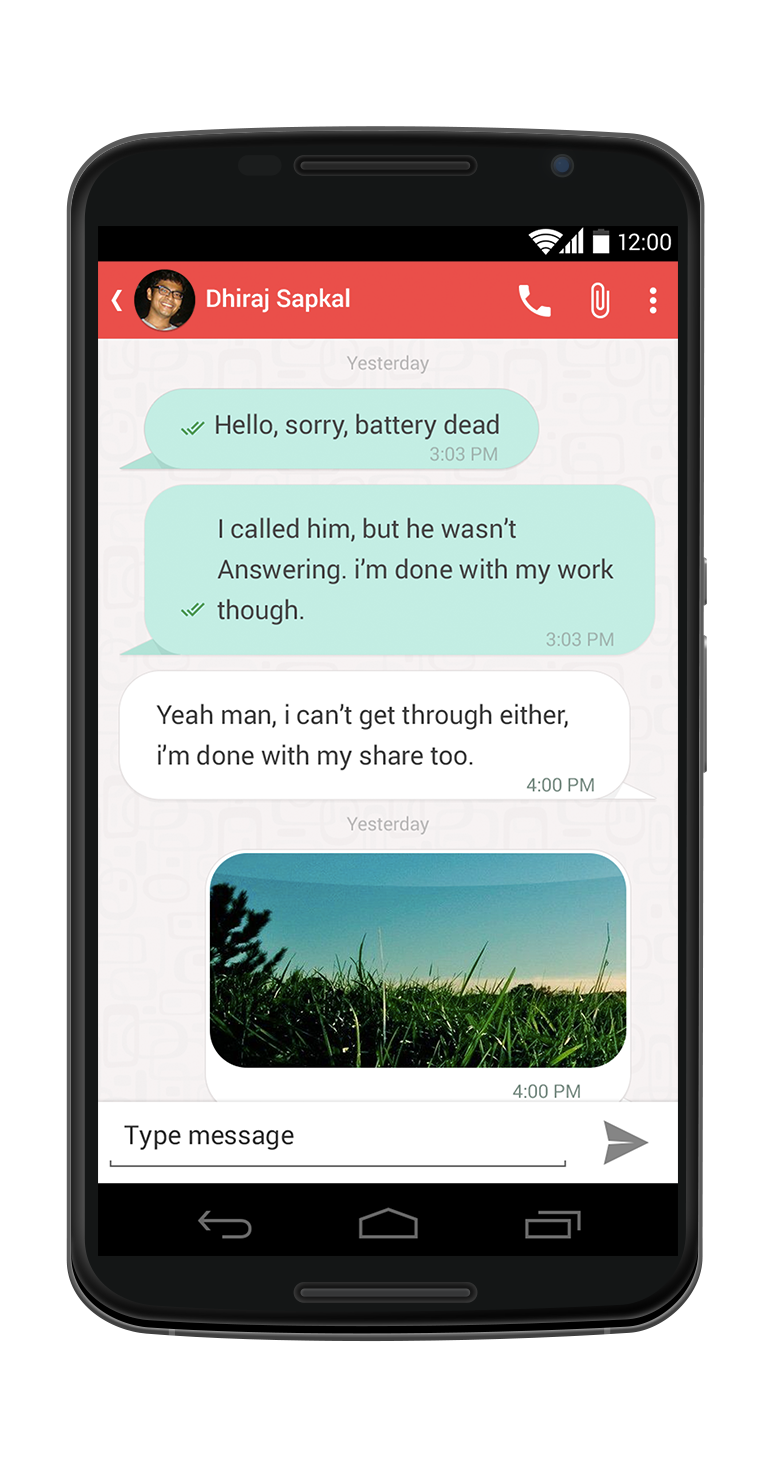 12:00
Dhiraj Sapkal
Yesterday
Hello, sorry, battery dead
3:03 PM
I called him, but he wasn’t
Answering. i’m done with my work
though.
3:03 PM
Yeah man, i can’t get through either,
i’m done with my share too.
4:00 PM
Yesterday
4:00 PM
Type message